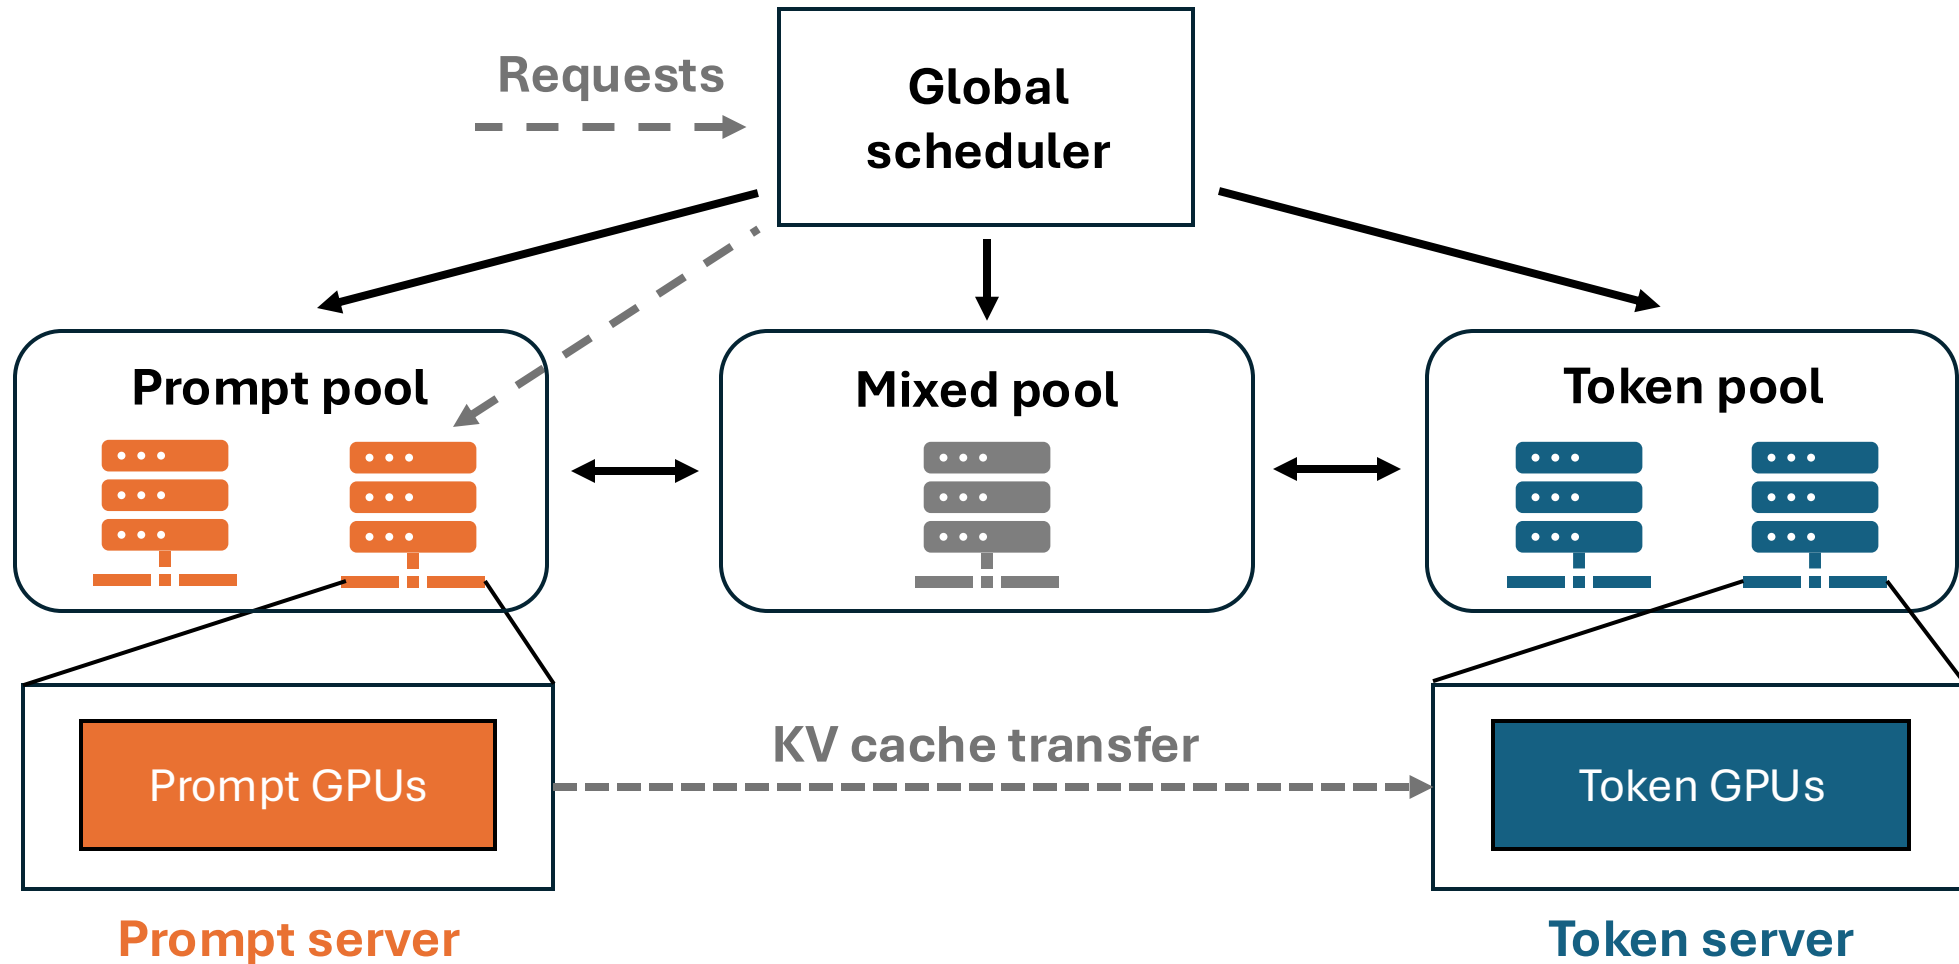 Requests
Global
scheduler
Prompt pool
Mixed pool
Token pool
Prompt GPUs
KV cache transfer
Token GPUs
Prompt server
Token server